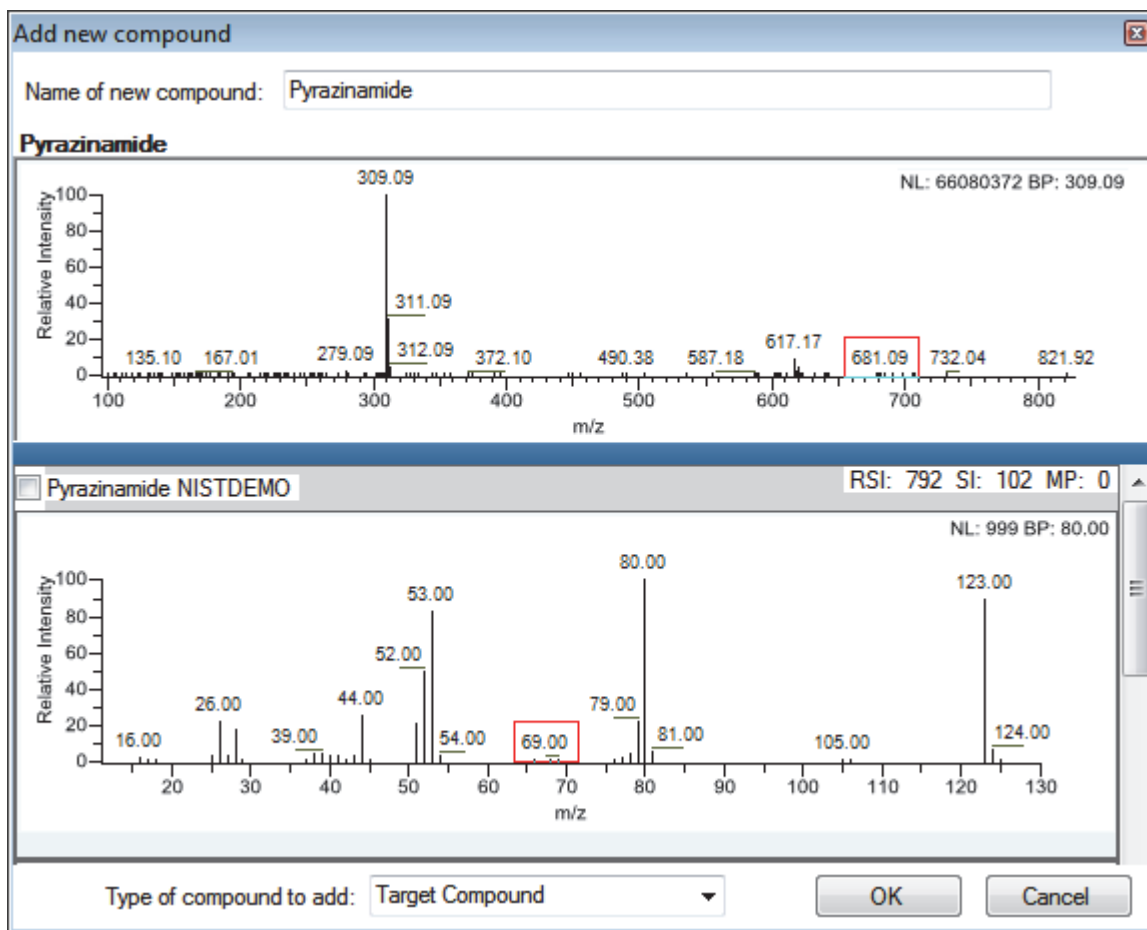 Add new compound
Name of new compound: Pyrazinamide
Pyrazinamide
NL: 66080372 BP: 309.09
309.09
311.09
312.09
135.10 167.01 279.09 372.10 490.38 587.18 617.17 681.09 732.04 821.92
Relative Intensity
100
80
60
40
20
0
100 200 300 400 500 600 700 800
m/z
Pyrazinamide NISTDEMO RSI: 792 SI: 102 MP: 0
NL: 999 BP: 80.00
80.00
53.00 123.00
52.00
26.00 44.00 79.00
16.00 39.00 54.00 69.00 81.00 105.00 124.00
Relative Intensity
100
80
60
40
20
0
20 30 40 50 60 70 80 90 100 110 120 130
m/z
Type of compound to add: Target Compound OK Cancel